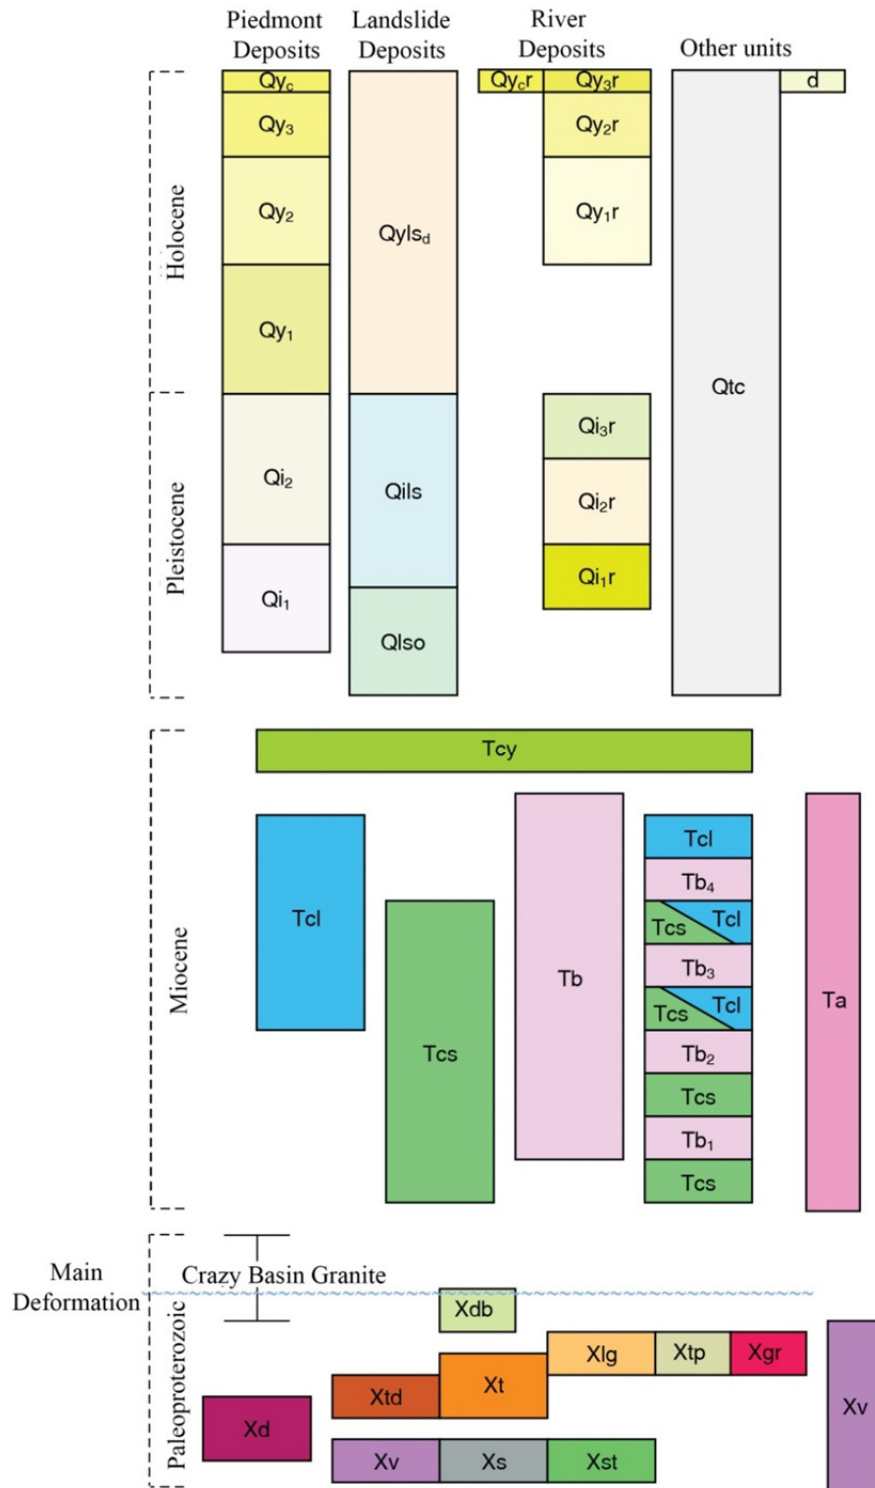 Piedmont
Deposits
Landslide
Deposits
River
Deposits
Other units
Holocene
Pleistocene
Qy꜀
Qy₃
Qy₂
Qy₁
Qi₂
Qi₁
Qyls_d
Qils
Qlso
Qy꜀r
Qy₃r
Qy₂r
Qy₁r
Qi₃r
Qi₂r
Qi₁r
Qtc
d
Miocene
Tcy
Tcl
Tcs
Tb
Tcl
Tb₄
Tcs Tcl
Tb₃
Tcs Tcl
Tb₂
Tcs
Tb₁
Tcs
Ta
Main
Deformation
Paleoproterozoic
Crazy Basin Granite
Xdb
Xlg Xtp Xgr
Xtd Xt
Xd
Xv Xs Xst
Xv